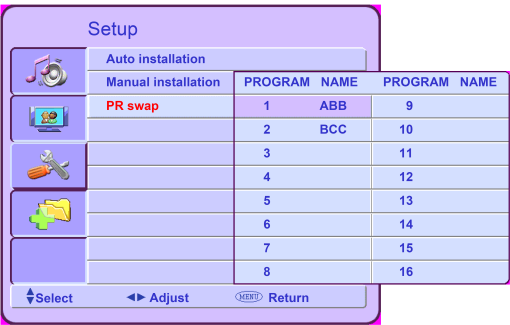 Setup
Auto installation
Manual installation
PR swap
PROGRAM NAME PROGRAM NAME
1 ABB 9
2 BCC 10
3 11
4 12
5 13
6 14
7 15
8 16
Select Adjust MENU Return